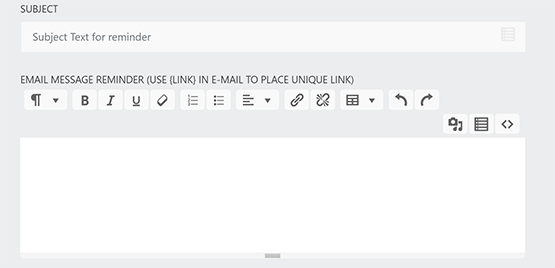 SUBJECT
Subject Text for reminder
EMAIL MESSAGE REMINDER (USE {LINK} IN E-MAIL TO PLACE UNIQUE LINK)
B I U